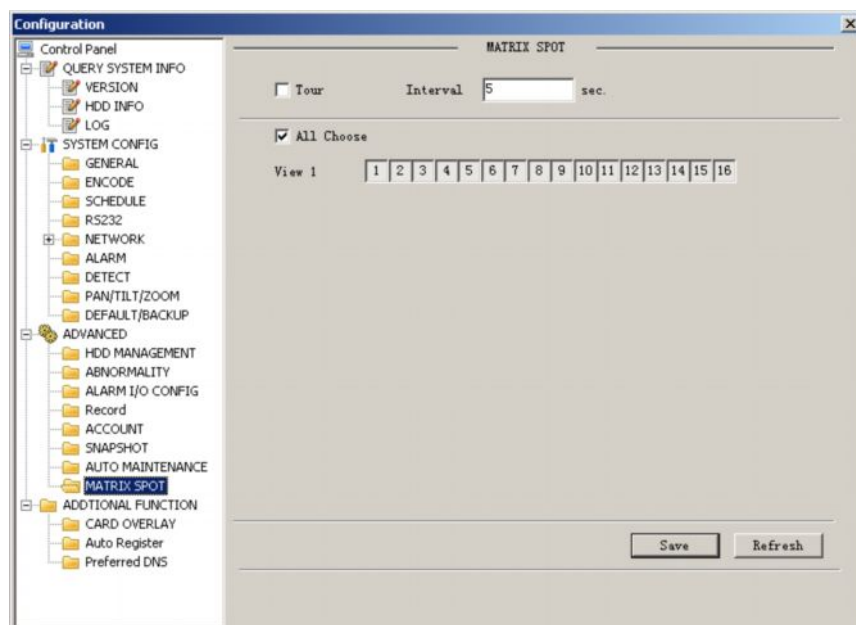 Configuration
Control Panel
QUERY SYSTEM INFO
VERSION
HDD INFO
LOG
SYSTEM CONFIG
GENERAL
ENCODE
SCHEDULE
RS232
NETWORK
ALARM
DETECT
PAN/TILT/ZOOM
DEFAULT/BACKUP
ADVANCED
HDD MANAGEMENT
ABNORMALITY
ALARM I/O CONFIG
Record
ACCOUNT
SNAPSHOT
AUTO MAINTENANCE
MATRIX SPOT
ADDTIONAL FUNCTION
CARD OVERLAY
Auto Register
Preferred DNS
MATRIX SPOT
Tour Interval 5 sec.
All Choose
View 1 1 2 3 4 5 6 7 8 9 10 11 12 13 14 15 16
Save Refresh